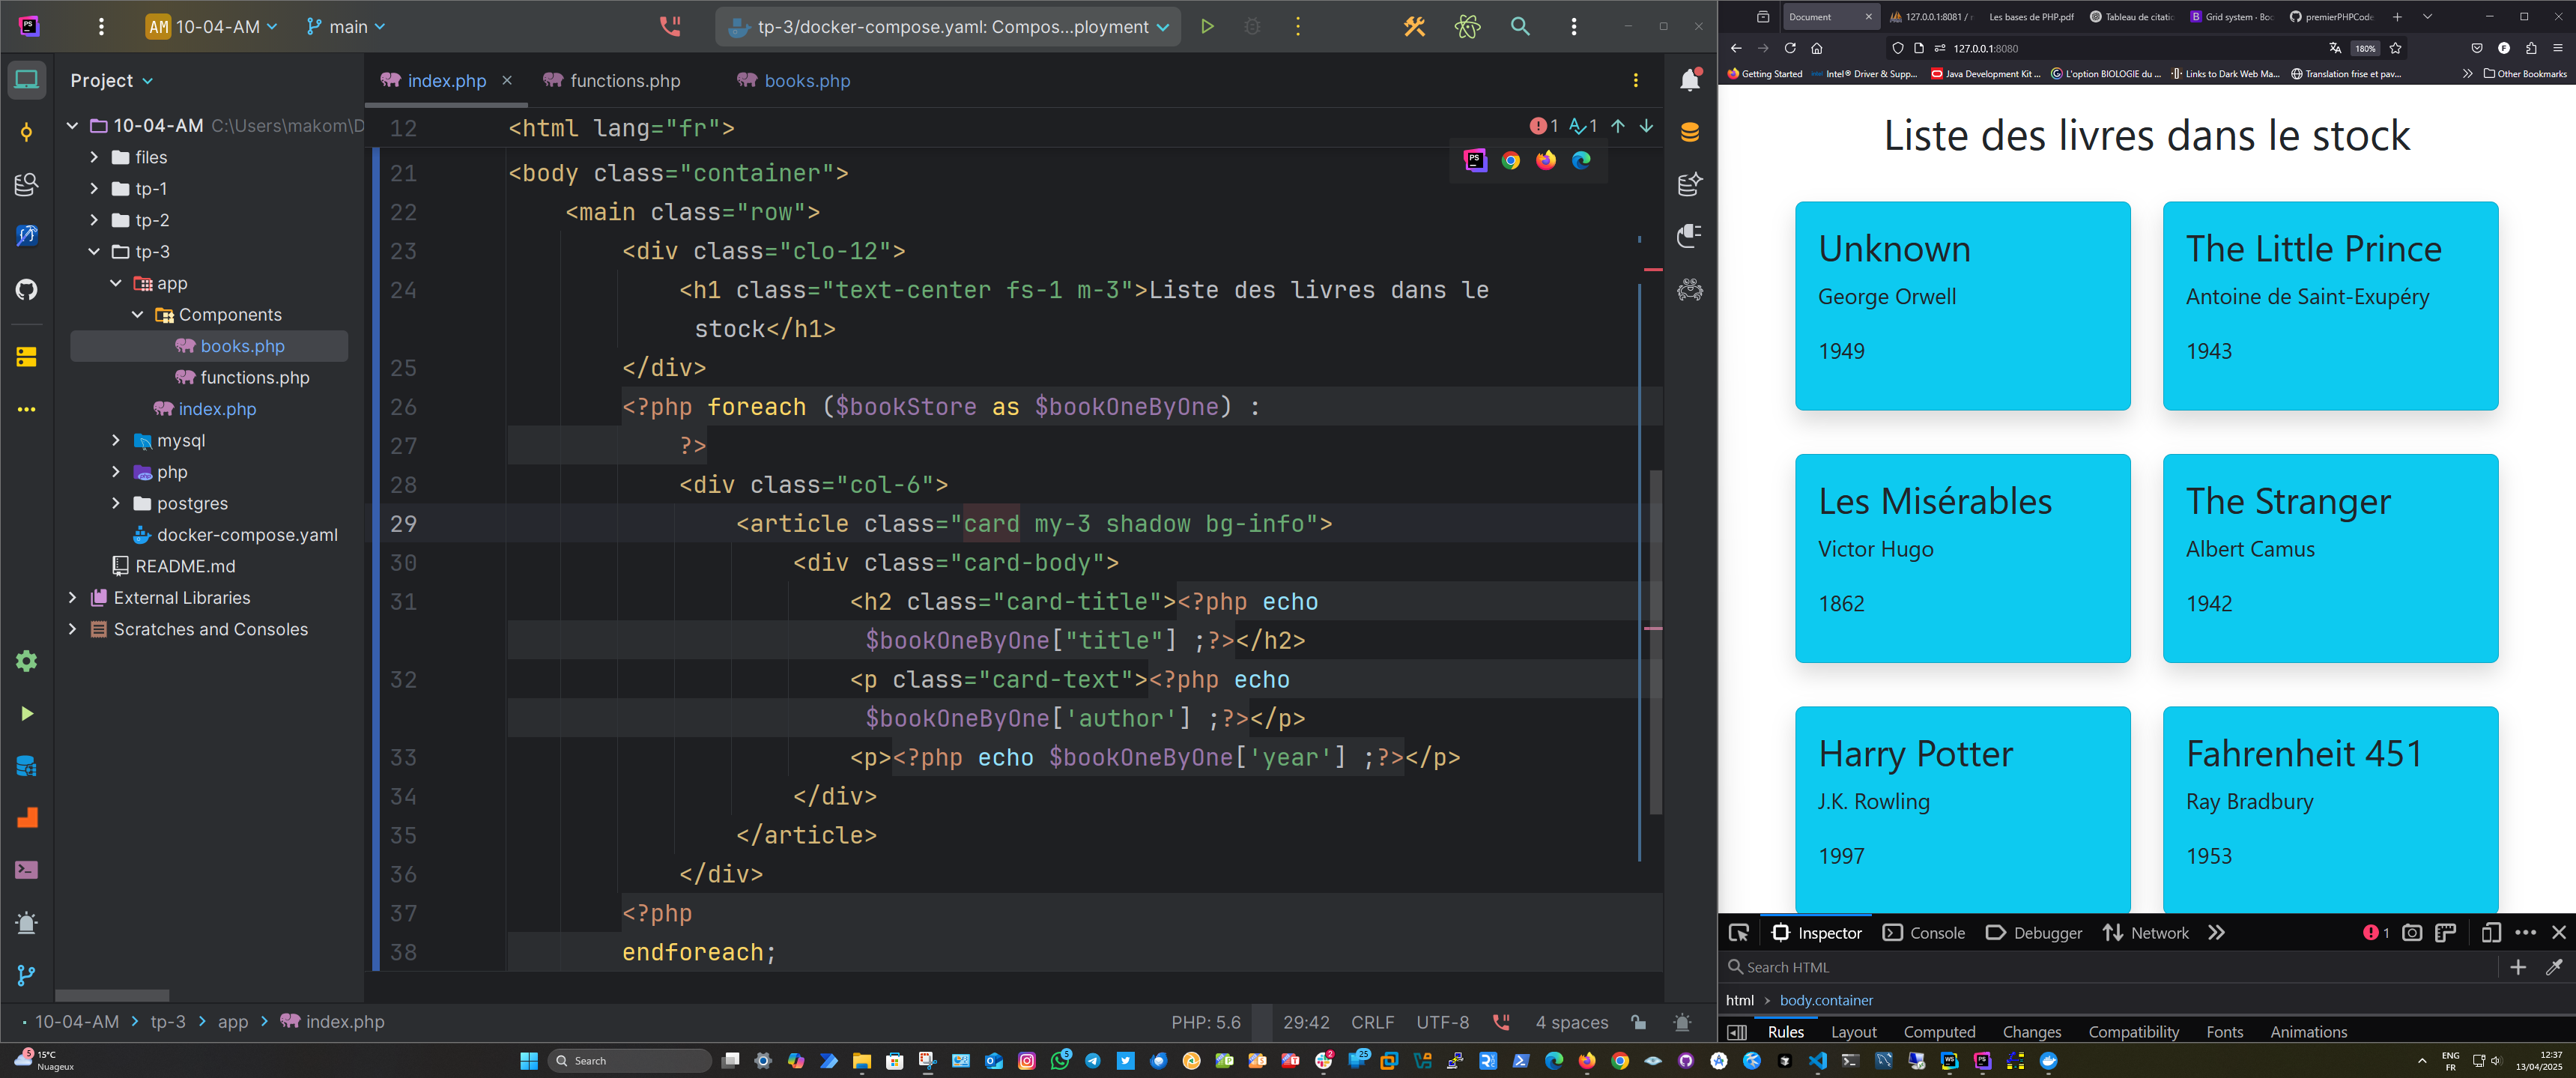 AM 10-04-AM
main
tp-3/docker-compose.yaml: Compos...ployment
Project
10-04-AM C:\Users\makom\D
files
tp-1
tp-2
tp-3
app
Components
books.php
functions.php
index.php
mysql
php
postgres
docker-compose.yaml
README.md
External Libraries
Scratches and Consoles
index.php
functions.php
books.php
1 1
12 <html lang="fr">
21 <body class="container">
22 <main class="row">
23 <div class="clo-12">
24 <h1 class="text-center fs-1 m-3">Liste des livres dans le
stock</h1>
25 </div>
26 <?php foreach ($bookStore as $bookOneByOne) :
27 ?>
28 <div class="col-6">
29 <article class="card my-3 shadow bg-info">
30 <div class="card-body">
31 <h2 class="card-title"><?php echo
$bookOneByOne["title"] ;?></h2>
32 <p class="card-text"><?php echo
$bookOneByOne['author'] ;?></p>
33 <p><?php echo $bookOneByOne['year'] ;?></p>
34 </div>
35 </article>
36 </div>
37 <?php
38 endforeach;
10-04-AM > tp-3 > app > index.php
PHP: 5.6 29:42 CRLF UTF-8 4 spaces
Document
127.0.0.1:8081 /
Les bases de PHP.pdf
Tableau de citatio
Grid system · Boo
premierPHPCode
127.0.0.1:8080
180%
Getting Started
Intel® Driver & Supp...
Java Development Kit ...
L'option BIOLOGIE du ...
Links to Dark Web Ma...
Translation frise et pav...
Other Bookmarks
Liste des livres dans le stock
Unknown
George Orwell
1949
The Little Prince
Antoine de Saint-Exupéry
1943
Les Misérables
Victor Hugo
1862
The Stranger
Albert Camus
1942
Harry Potter
J.K. Rowling
1997
Fahrenheit 451
Ray Bradbury
1953
Inspector Console Debugger Network 1
Search HTML
html > body.container
Rules Layout Computed Changes Compatibility Fonts Animations
5 15°C
Nuageux
Search
5
2
25
ENG
FR
12:37
13/04/2025